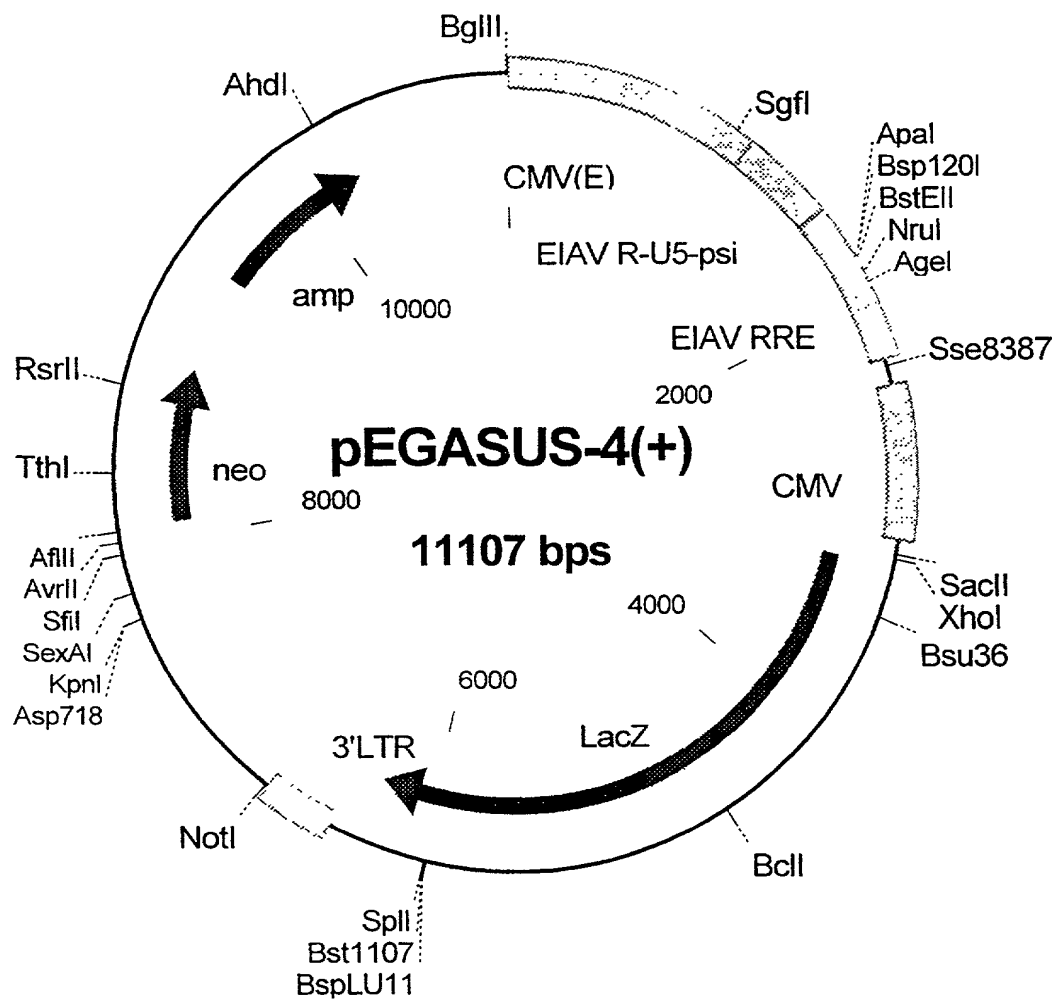 BglII
AhdI
SgfI
ApaI
Bsp120I
BstEII
NruI
AgeI
CMV(E)
EIAV R-U5-psi
amp
10000
EIAV RRE
Sse8387
2000
RsrII
pEGASUS-4(+)
TthI
neo
8000
CMV
11107 bps
AflII
AvrII
SfiI
SexAI
KpnI
Asp718
SacII
XhoI
Bsu36
4000
6000
LacZ
3'LTR
NotI
BclI
SplI
Bst1107
BspLU11